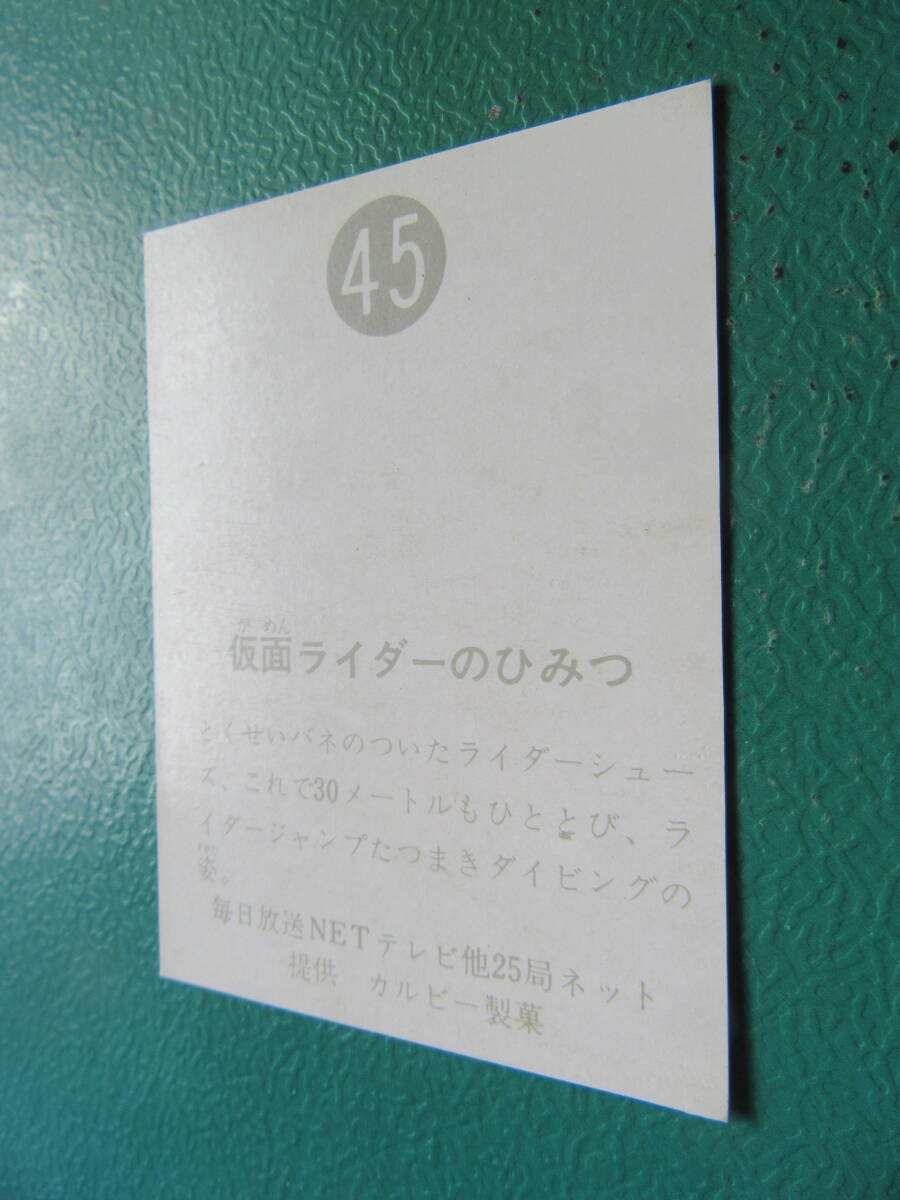 45
かめん
仮面ライダーのひみつ
とくせいバネのついたライダーシュー
ズ、これで30メートルもひととび、ラ
イダージャンプたつまきダイビングの
姿。
毎日放送NETテレビ他25局ネット
提供 カルビー製菓